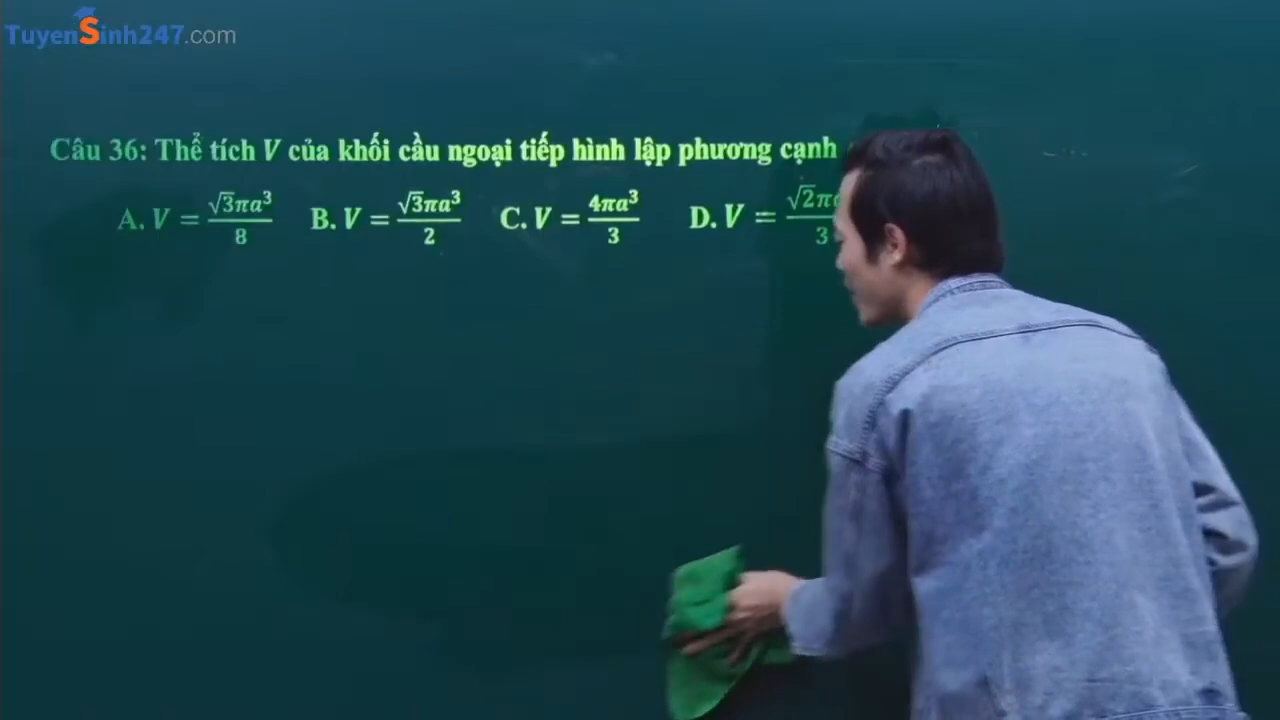 TuyenSinh247.com
Câu 36: Thể tích V của khối cầu ngoại tiếp hình lập phương cạnh
A. V = √3πa³/8 B. V = √3πa³/2 C. V = 4πa³/3 D. V = √2π